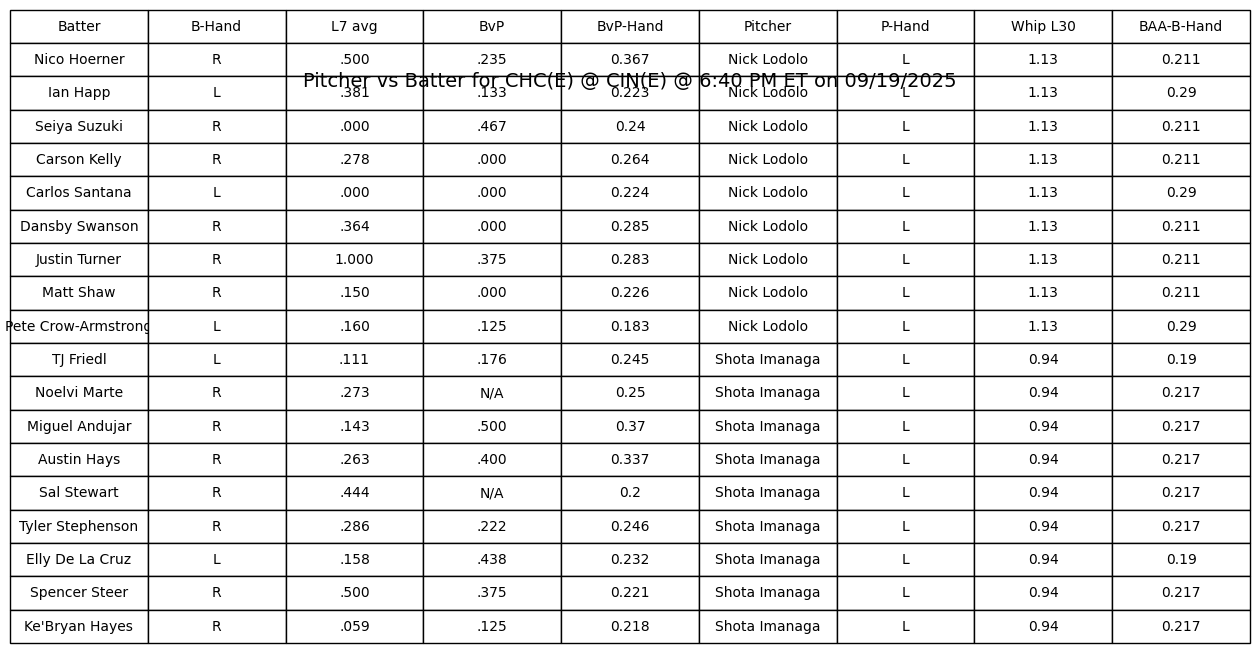 Batter B-Hand L7 avg BvP BvP-Hand Pitcher P-Hand Whip L30 BAA-B-Hand
Nico Hoerner R .500 .235 0.367 Nick Lodolo L 1.13 0.211
Pitcher vs Batter for CHC(E) @ CIN(E) @ 6:40 PM ET on 09/19/2025
Ian Happ L .381 .133 0.223 Nick Lodolo L 1.13 0.29
Seiya Suzuki R .000 .467 0.24 Nick Lodolo L 1.13 0.211
Carson Kelly R .278 .000 0.264 Nick Lodolo L 1.13 0.211
Carlos Santana L .000 .000 0.224 Nick Lodolo L 1.13 0.29
Dansby Swanson R .364 .000 0.285 Nick Lodolo L 1.13 0.211
Justin Turner R 1.000 .375 0.283 Nick Lodolo L 1.13 0.211
Matt Shaw R .150 .000 0.226 Nick Lodolo L 1.13 0.211
Pete Crow-Armstrong L .160 .125 0.183 Nick Lodolo L 1.13 0.29
TJ Friedl L .111 .176 0.245 Shota Imanaga L 0.94 0.19
Noelvi Marte R .273 N/A 0.25 Shota Imanaga L 0.94 0.217
Miguel Andujar R .143 .500 0.37 Shota Imanaga L 0.94 0.217
Austin Hays R .263 .400 0.337 Shota Imanaga L 0.94 0.217
Sal Stewart R .444 N/A 0.2 Shota Imanaga L 0.94 0.217
Tyler Stephenson R .286 .222 0.246 Shota Imanaga L 0.94 0.217
Elly De La Cruz L .158 .438 0.232 Shota Imanaga L 0.94 0.19
Spencer Steer R .500 .375 0.221 Shota Imanaga L 0.94 0.217
Ke'Bryan Hayes R .059 .125 0.218 Shota Imanaga L 0.94 0.217